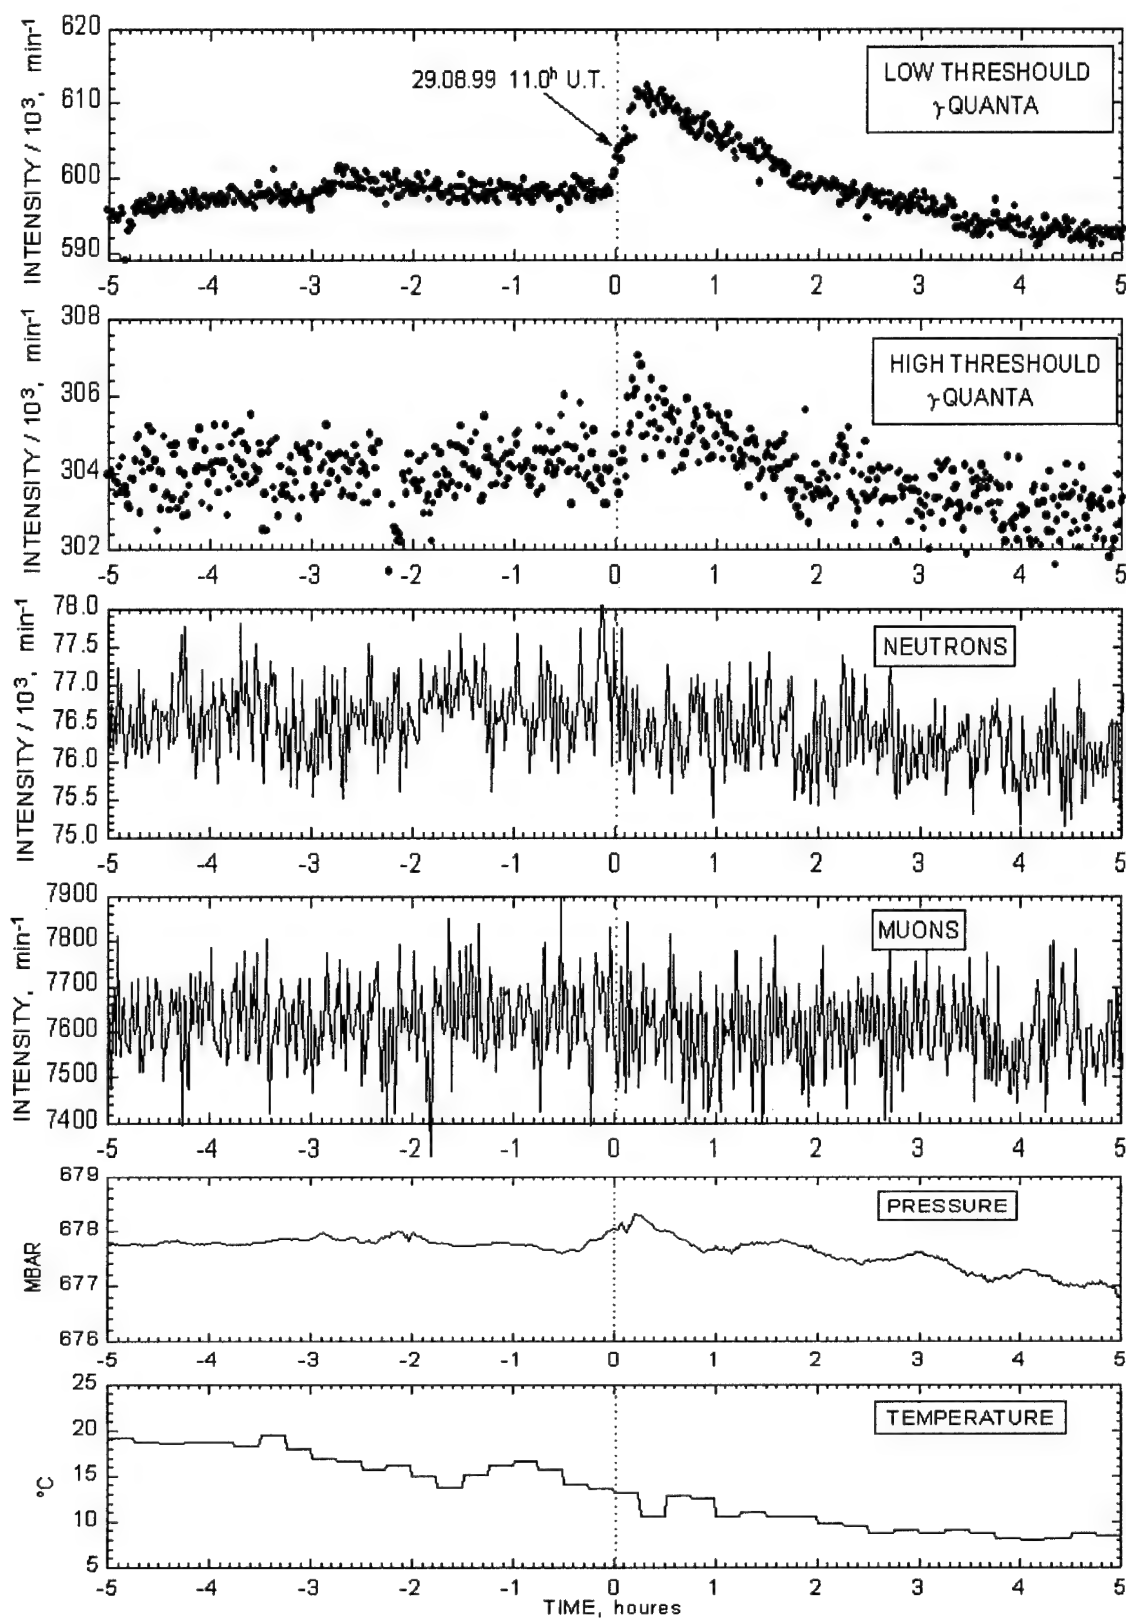 620
610
600
590
INTENSITY / 10³, min⁻¹
29.08.99 11.0ʰ U.T.
LOW THRESHOULD
γ QUANTA
-5 -4 -3 -2 -1 0 1 2 3 4 5
308
306
304
302
INTENSITY / 10³, min⁻¹
HIGH THRESHOULD
γ QUANTA
-5 -4 -3 -2 -1 0 1 2 3 4 5
78.0
77.5
77.0
76.5
76.0
75.5
75.0
INTENSITY / 10³, min⁻¹
NEUTRONS
-5 -4 -3 -2 -1 0 1 2 3 4 5
7900
7800
7700
7600
7500
7400
INTENSITY, min⁻¹
MUONS
-5 -4 -3 -2 -1 0 1 2 3 4 5
679
678
677
676
MBAR
PRESSURE
-5 -4 -3 -2 -1 0 1 2 3 4 5
25
20
15
10
5
°C
TEMPERATURE
-5 -4 -3 -2 -1 0 1 2 3 4 5
TIME, houres